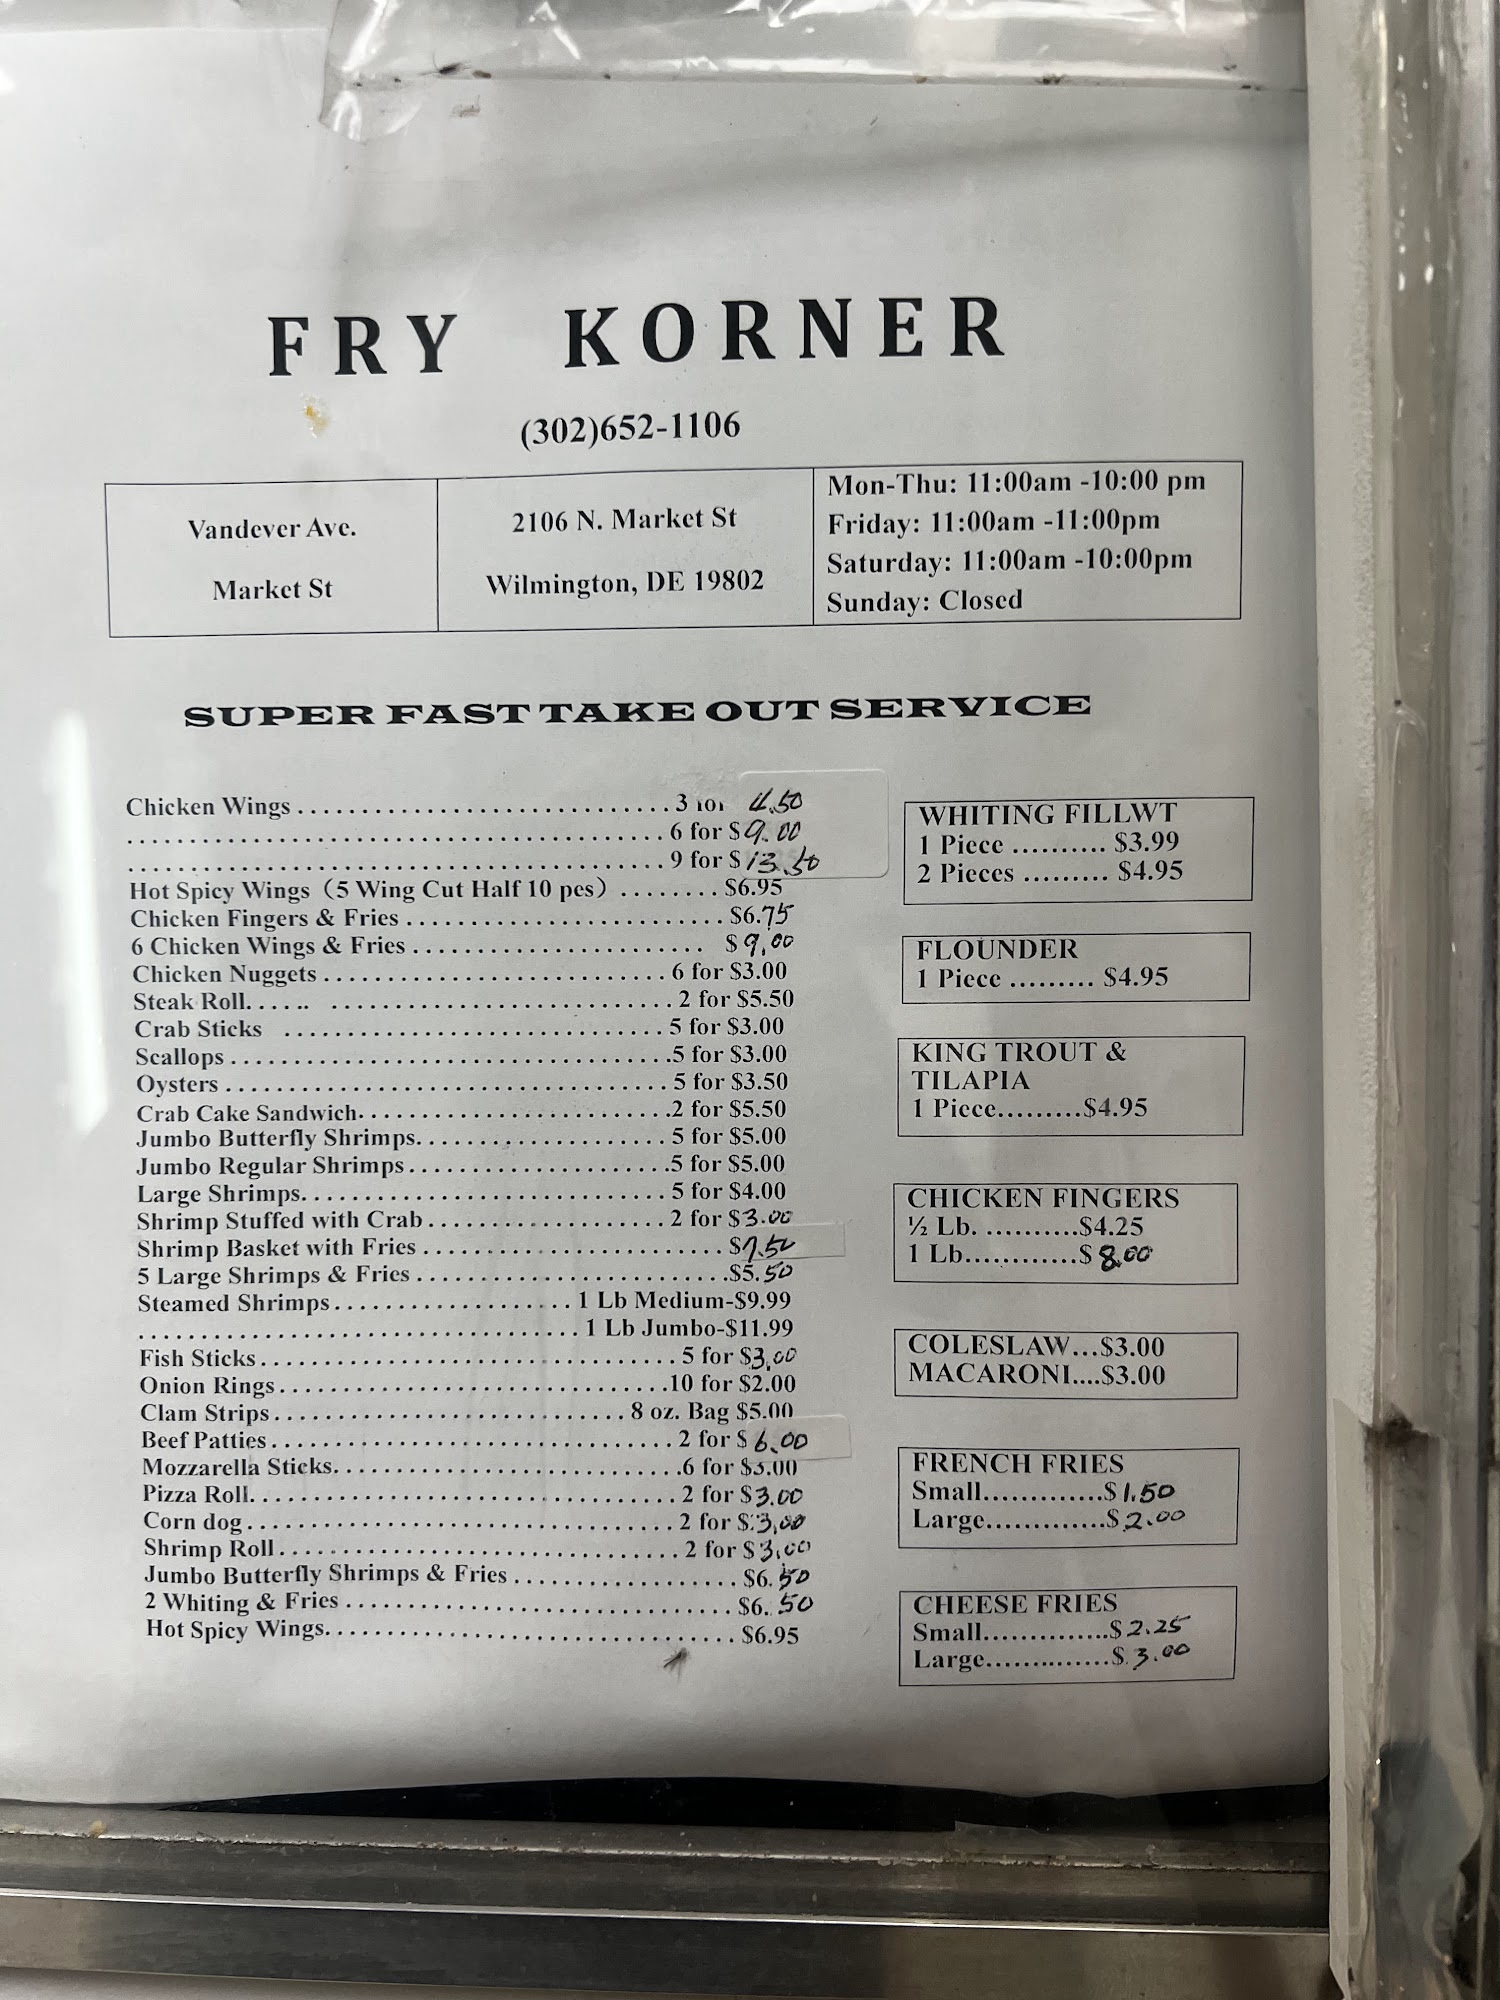 FRY KORNER
(302)652-1106
Vandever Ave.
Market St
2106 N. Market St
Wilmington, DE 19802
Mon-Thu: 11:00am -10:00 pm
Friday: 11:00am -11:00pm
Saturday: 11:00am -10:00pm
Sunday: Closed
SUPER FAST TAKE OUT SERVICE
Chicken Wings . . . . . . . . . . 3 for 4.50
. . . . . . . . . . 6 for $9.00
. . . . . . . . . . 9 for $13.50
Hot Spicy Wings（5 Wing Cut Half 10 pes）. . . . . . . . $6.95
Chicken Fingers & Fries . . . . . . . . . . $6.75
6 Chicken Wings & Fries . . . . . . . . . . $9.00
Chicken Nuggets . . . . . . . . . . 6 for $3.00
Steak Roll. . . . . . . . . . 2 for $5.50
Crab Sticks . . . . . . . . . . 5 for $3.00
Scallops . . . . . . . . . . 5 for $3.00
Oysters . . . . . . . . . . 5 for $3.50
Crab Cake Sandwich. . . . . . . . . . 2 for $5.50
Jumbo Butterfly Shrimps. . . . . . . . . . 5 for $5.00
Jumbo Regular Shrimps . . . . . . . . . . 5 for $5.00
Large Shrimps. . . . . . . . . . 5 for $4.00
Shrimp Stuffed with Crab . . . . . . . . . . 2 for $3.00
Shrimp Basket with Fries . . . . . . . . . . $7.50
5 Large Shrimps & Fries . . . . . . . . . . $5.50
Steamed Shrimps . . . . . . . . . . 1 Lb Medium-$9.99
. . . . . . . . . . 1 Lb Jumbo-$11.99
Fish Sticks . . . . . . . . . . 5 for $3.00
Onion Rings . . . . . . . . . . 10 for $2.00
Clam Strips . . . . . . . . . . 8 oz. Bag $5.00
Beef Patties . . . . . . . . . . 2 for $6.00
Mozzarella Sticks. . . . . . . . . . 6 for $3.00
Pizza Roll. . . . . . . . . . 2 for $3.00
Corn dog . . . . . . . . . . 2 for $3.00
Shrimp Roll . . . . . . . . . . 2 for $3.00
Jumbo Butterfly Shrimps & Fries . . . . . . . . . . $6.50
2 Whiting & Fries . . . . . . . . . . $6.50
Hot Spicy Wings. . . . . . . . . . $6.95
WHITING FILLWT
1 Piece .......... $3.99
2 Pieces ......... $4.95
FLOUNDER
1 Piece ......... $4.95
KING TROUT &
TILAPIA
1 Piece.........$4.95
CHICKEN FINGERS
½ Lb. ..........$4.25
1 Lb............$8.00
COLESLAW...$3.00
MACARONI....$3.00
FRENCH FRIES
Small.............$1.50
Large.............$2.00
CHEESE FRIES
Small..............$2.25
Large..............$3.00